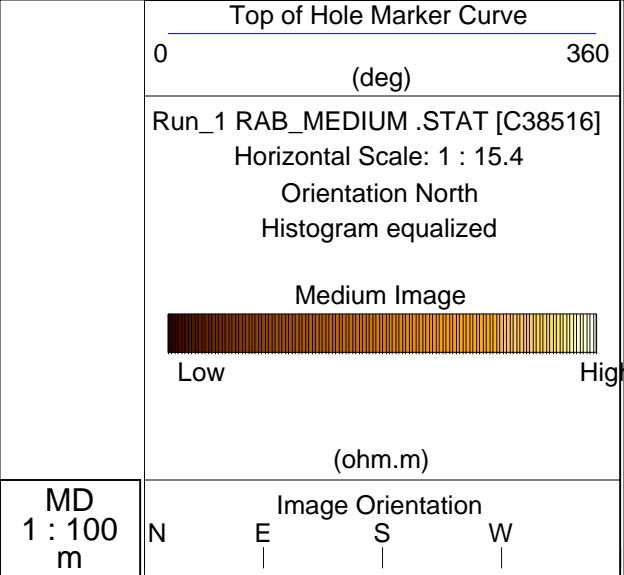 Top of Hole Marker Curve
0 360
(deg)
Run_1 RAB_MEDIUM .STAT [C38516]
Horizontal Scale: 1 : 15.4
Orientation North
Histogram equalized
Medium Image
Low High
(ohm.m)
MD
1 : 100
m
Image Orientation
N E S W